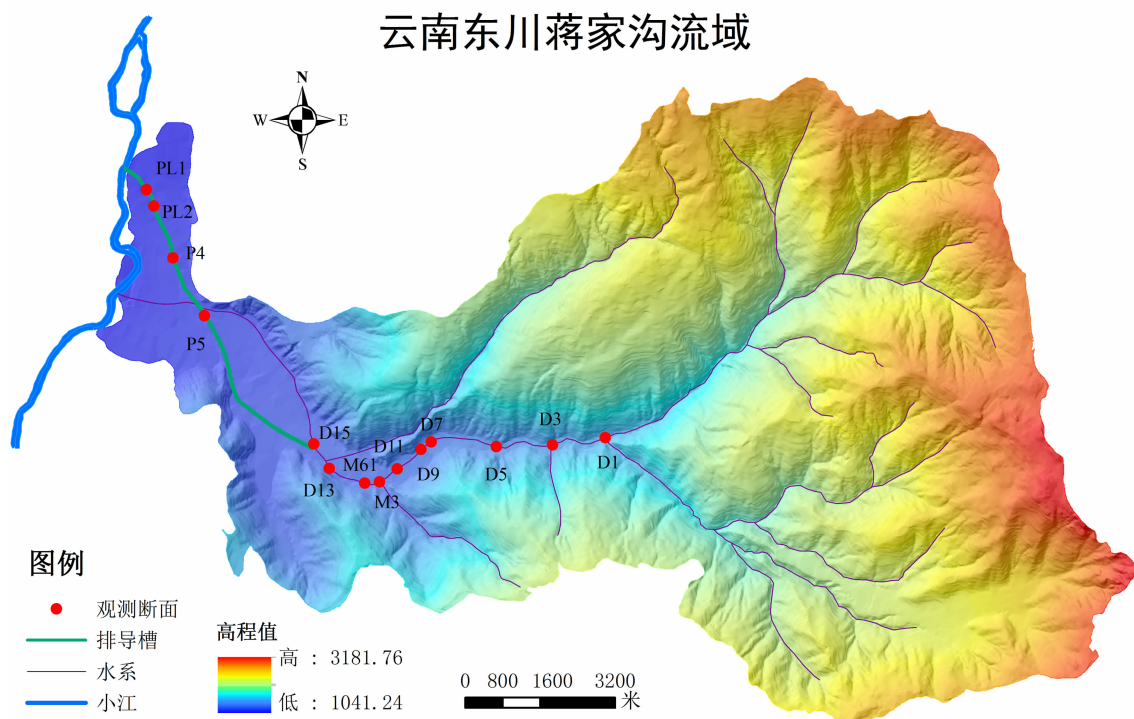 云南东川蒋家沟流域
N
W E
S
PL1
PL2
P4
P5
D15
D7
D3
D11
D1
M61
D9
D5
D13
M3
图例
观测断面
排导槽
水系
小江
高程值
高 : 3181.76
低 : 1041.24
0 800 1600 3200
米